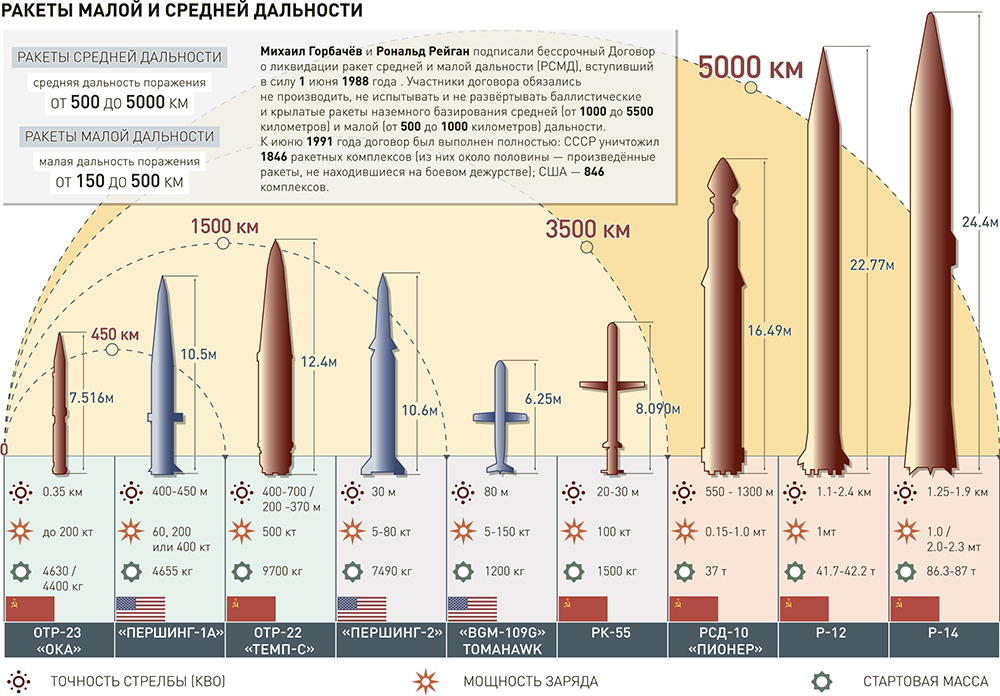 РАКЕТЫ МАЛОЙ И СРЕДНЕЙ ДАЛЬНОСТИ
РАКЕТЫ СРЕДНЕЙ ДАЛЬНОСТИ
средняя дальность поражения
ОТ 500 ДО 5000 КМ
РАКЕТЫ МАЛОЙ ДАЛЬНОСТИ
малая дальность поражения
ОТ 150 ДО 500 КМ
Михаил Горбачёв и Рональд Рейган подписали бессрочный Договор
о ликвидации ракет средней и малой дальности (РСМД), вступивший
в силу 1 июня 1988 года . Участники договора обязались
не производить, не испытывать и не развёртывать баллистические
и крылатые ракеты наземного базирования средней (от 1000 до 5500
километров) и малой (от 500 до 1000 километров) дальности.
К июню 1991 года договор был выполнен полностью: СССР уничтожил
1846 ракетных комплексов (из них около половины — произведённые
ракеты, не находившиеся на боевом дежурстве); США — 846
комплексов.
5000 КМ
3500 КМ
1500 КМ
450 КМ
0
7.516м
10.5м
12.4м
10.6м
6.25м
8.090м
16.49м
22.77м
24.4м
0.35 км
400-450 м
400-700 /
200 -370 м
30 м
80 м
20-30 м
550 - 1300 м
1.1-2.4 км
1.25-1.9 км
до 200 кт
60, 200
или 400 кт
500 кт
5-80 кт
5-150 кт
100 кт
0.15-1.0 мт
1мт
1.0 /
2.0-2.3 мт
4630 /
4400 кг
4655 кг
9700 кг
7490 кг
1200 кг
1500 кг
37 т
41.7-42.2 т
86.3-87 т
ОТР-23
«ОКА»
«ПЕРШИНГ-1А»
ОТР-22
«ТЕМП-С»
«ПЕРШИНГ-2»
«BGM-109G»
TOMAHAWK
РК-55
РСД-10
«ПИОНЕР»
Р-12
Р-14
ТОЧНОСТЬ СТРЕЛБЫ (КВО)
МОЩНОСТЬ ЗАРЯДА
СТАРТОВАЯ МАССА